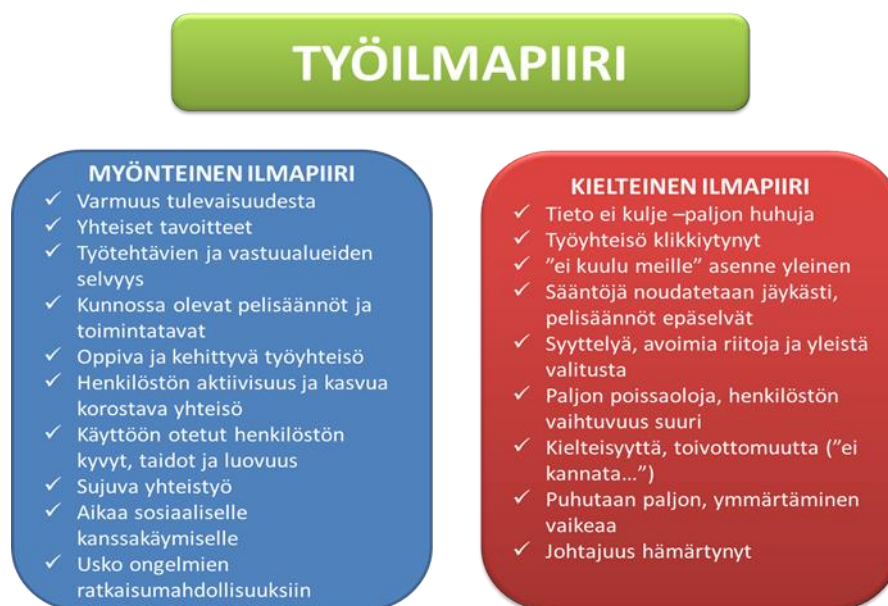 TYÖILMAPIIRI
MYÖNTEINEN ILMAPIIRI
✓ Varmuus tulevaisuudesta
✓ Yhteiset tavoitteet
✓ Työtehtävien ja vastuualueiden
selvyys
✓ Kunnossa olevat pelisäännöt ja
toimintatavat
✓ Oppiva ja kehittyvä työyhteisö
✓ Henkilöstön aktiivisuus ja kasvua
korostava yhteisö
✓ Käyttöön otetut henkilöstön
kyvyt, taidot ja luovuus
✓ Sujuva yhteistyö
✓ Aikaa sosiaaliselle
kanssakäymiselle
✓ Usko ongelmien
ratkaisumahdollisuuksiin
KIELTEINEN ILMAPIIRI
✓ Tieto ei kulje –paljon huhuja
✓ Työyhteisö klikkiytynyt
✓ ”ei kuulu meille” asenne yleinen
✓ Sääntöjä noudatetaan jäykästi,
pelisäännöt epäselvät
✓ Syyttelyä, avoimia riitoja ja yleistä
valitusta
✓ Paljon poissaoloja, henkilöstön
vaihtuvuus suuri
✓ Kielteisyyttä, toivottomuutta (”ei
kannata…”)
✓ Puhutaan paljon, ymmärtäminen
vaikeaa
✓ Johtajuus hämärtynyt